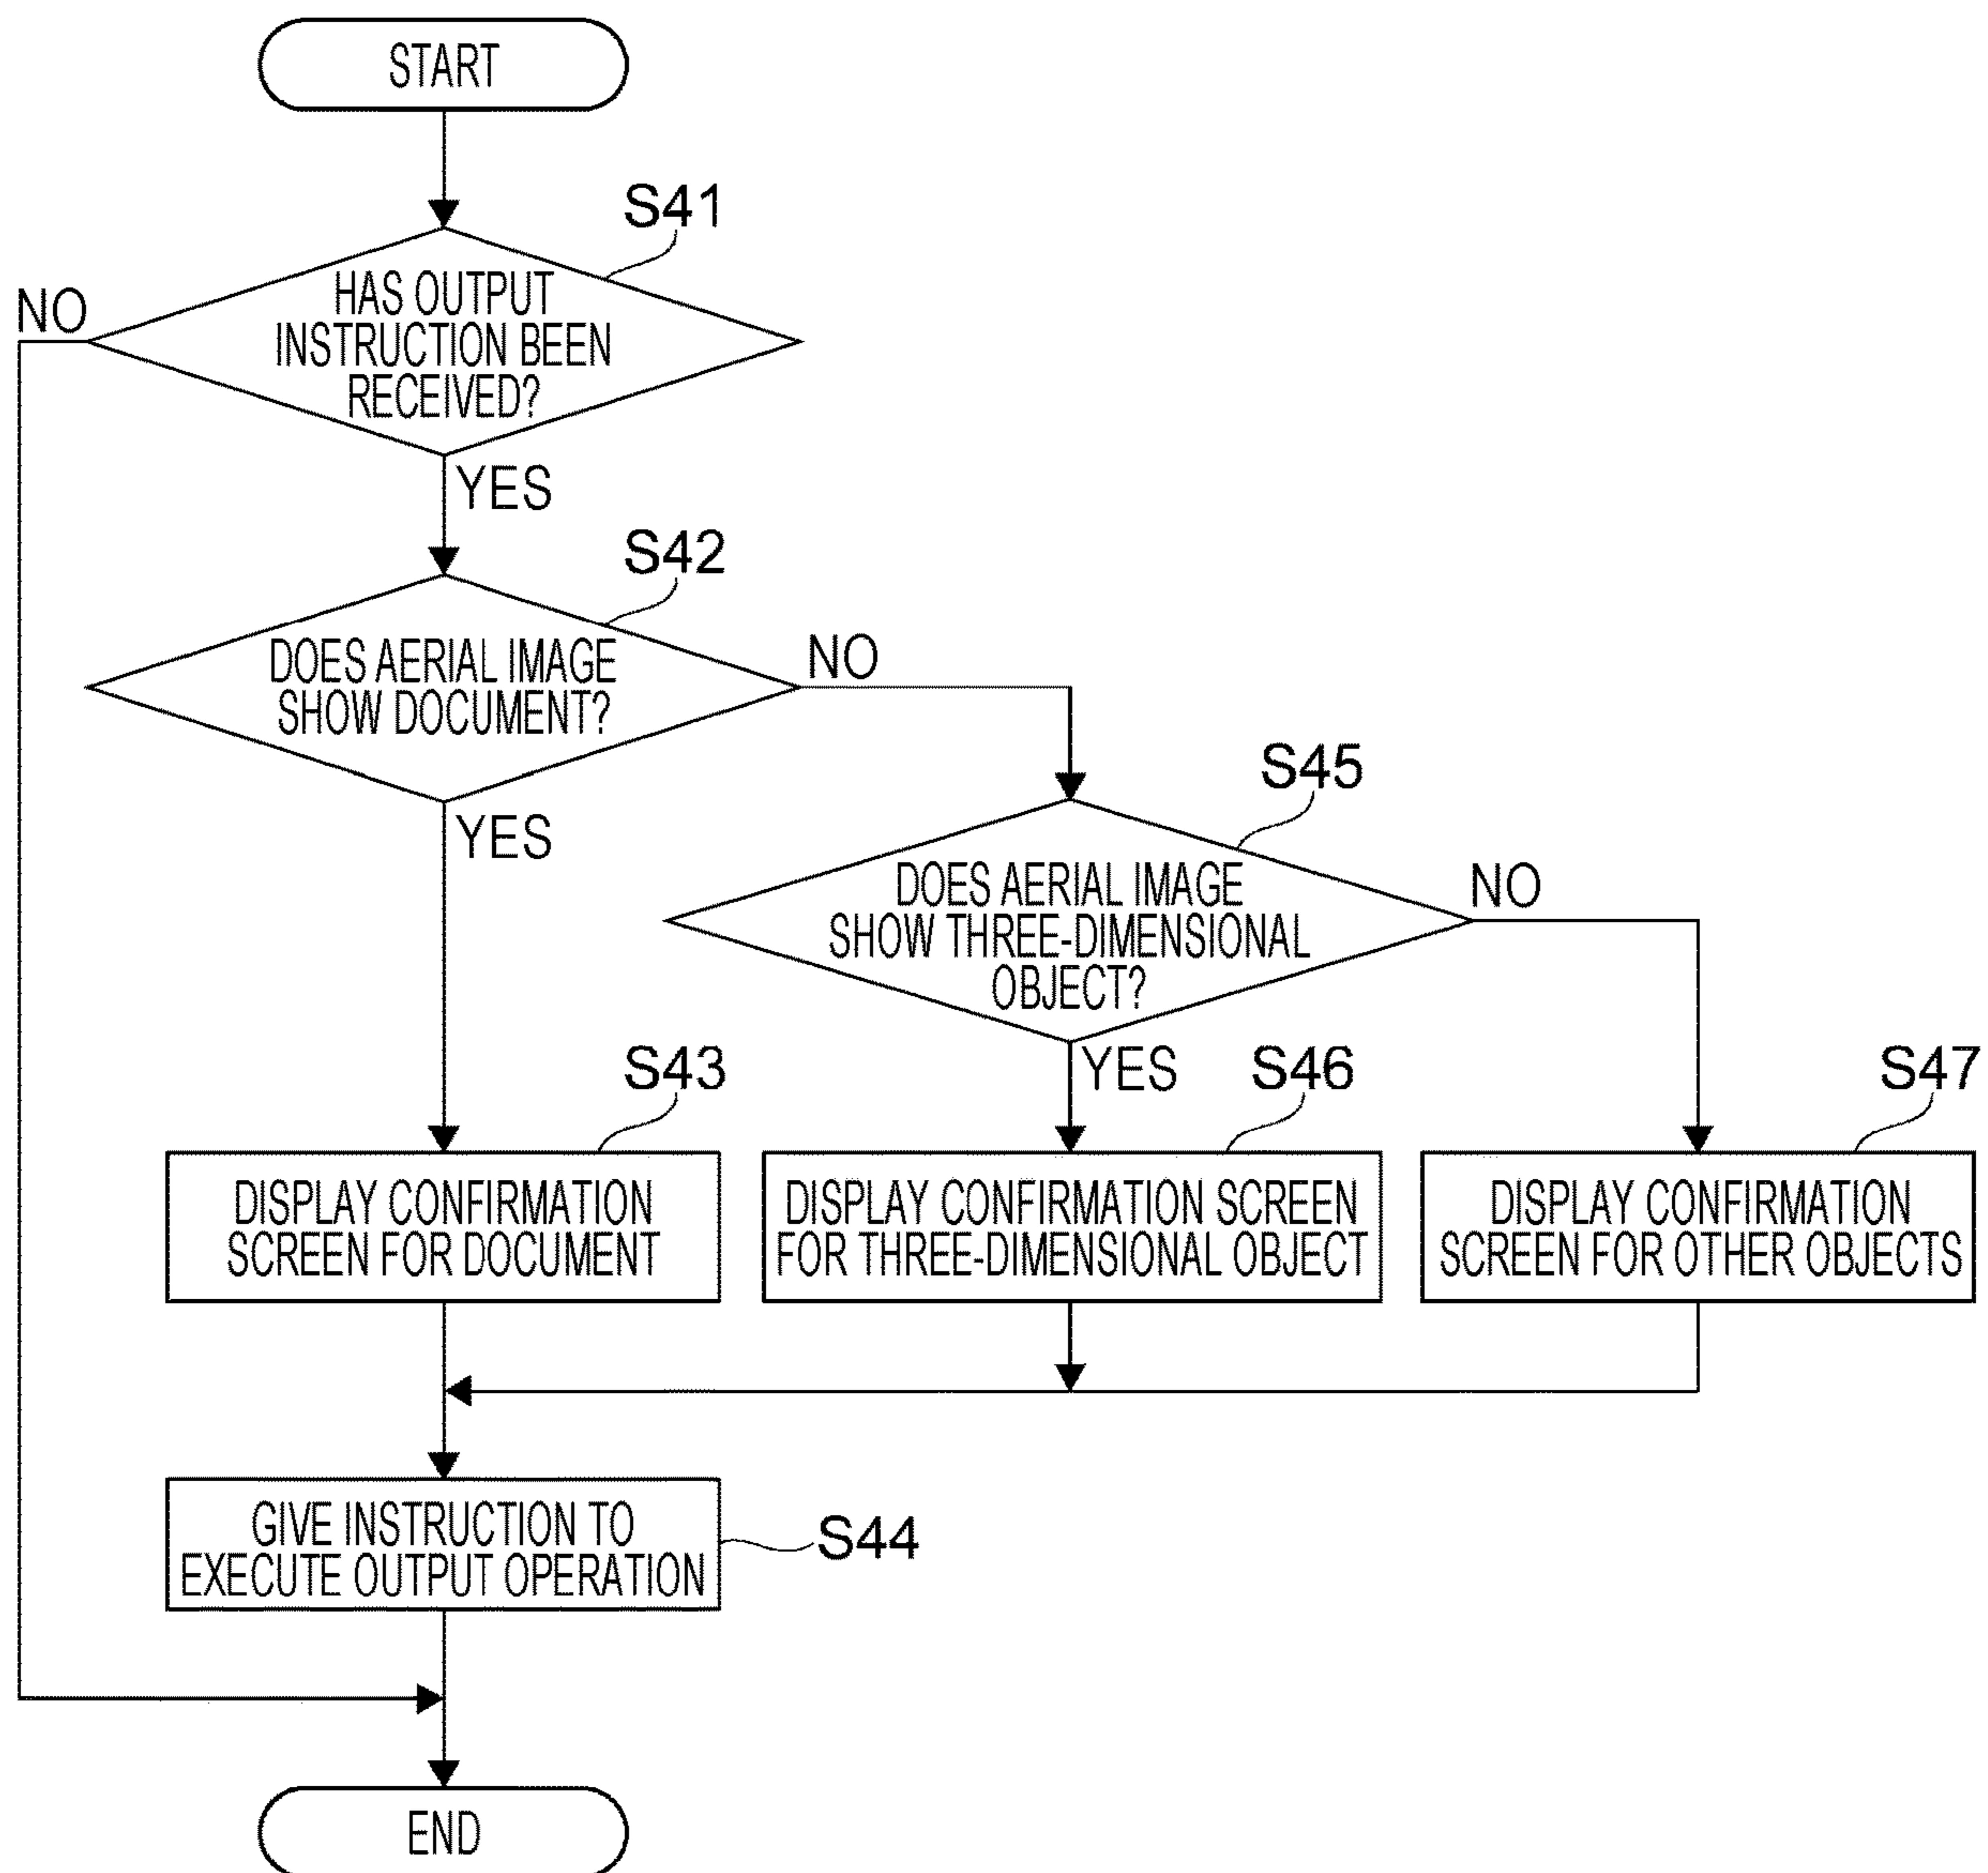 START
S41
HAS OUTPUT
INSTRUCTION BEEN
RECEIVED?
NO
YES
S42
DOES AERIAL IMAGE
SHOW DOCUMENT?
NO
YES
S45
DOES AERIAL IMAGE
SHOW THREE-DIMENSIONAL
OBJECT?
NO
YES
S43
DISPLAY CONFIRMATION
SCREEN FOR DOCUMENT
S46
DISPLAY CONFIRMATION SCREEN
FOR THREE-DIMENSIONAL OBJECT
S47
DISPLAY CONFIRMATION
SCREEN FOR OTHER OBJECTS
GIVE INSTRUCTION TO
EXECUTE OUTPUT OPERATION
S44
END